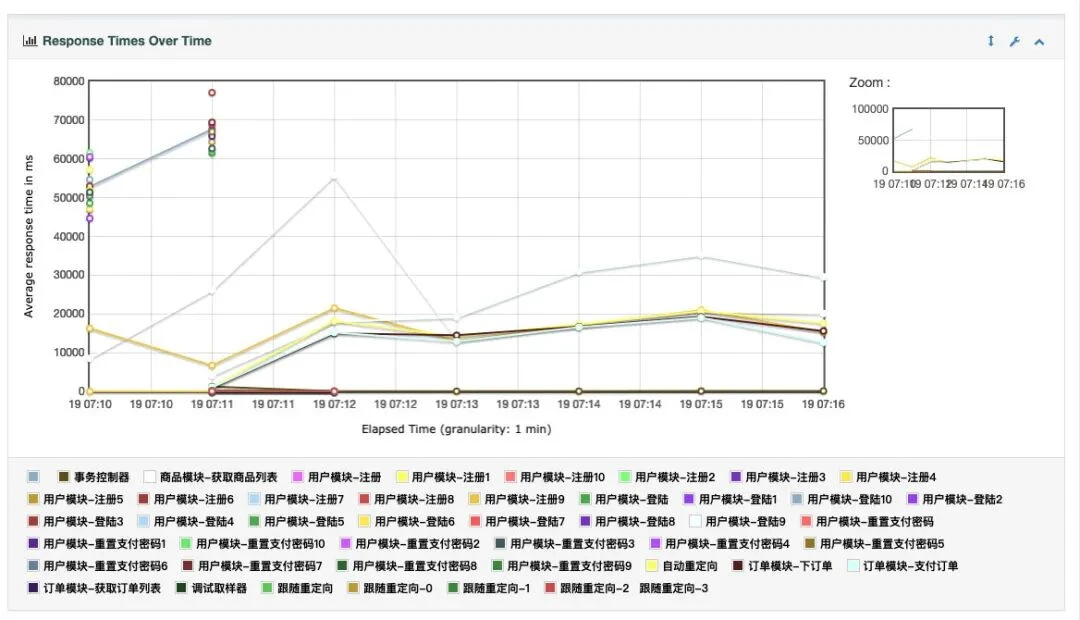 Response Times Over Time
Zoom :
80000
70000
60000
50000
40000
30000
20000
10000
0
Average response time in ms
100000
50000
0
19 07:10 19 07:12 19 07:14 19 07:16
19 07:10 19 07:10 19 07:11 19 07:11 19 07:12 19 07:12 19 07:13 19 07:13 19 07:14 19 07:14 19 07:15 19 07:15 19 07:16
Elapsed Time (granularity: 1 min)
事务控制器 商品模块-获取商品列表 用户模块-注册 用户模块-注册1 用户模块-注册10 用户模块-注册2 用户模块-注册3 用户模块-注册4
用户模块-注册5 用户模块-注册6 用户模块-注册7 用户模块-注册8 用户模块-注册9 用户模块-登陆 用户模块-登陆1 用户模块-登陆10 用户模块-登陆2
用户模块-登陆3 用户模块-登陆4 用户模块-登陆5 用户模块-登陆6 用户模块-登陆7 用户模块-登陆8 用户模块-登陆9 用户模块-重置支付密码
用户模块-重置支付密码1 用户模块-重置支付密码10 用户模块-重置支付密码2 用户模块-重置支付密码3 用户模块-重置支付密码4 用户模块-重置支付密码5
用户模块-重置支付密码6 用户模块-重置支付密码7 用户模块-重置支付密码8 用户模块-重置支付密码9 自动重定向 订单模块-下订单 订单模块-支付订单
订单模块-获取订单列表 调试取样器 跟随重定向 跟随重定向-0 跟随重定向-1 跟随重定向-2 跟随重定向-3